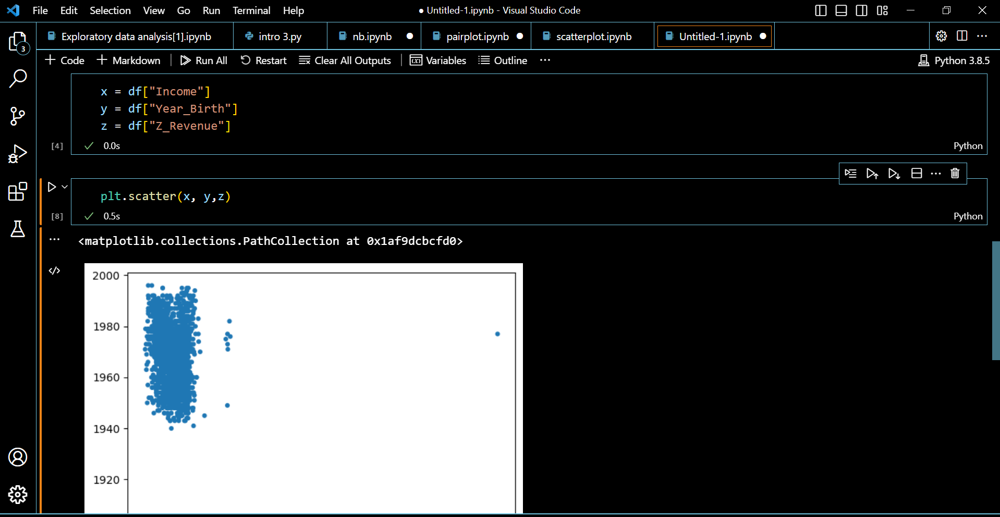 File Edit Selection View Go Run Terminal Help ● Untitled-1.ipynb - Visual Studio Code
Exploratory data analysis[1].ipynb intro 3.py nb.ipynb pairplot.ipynb scatterplot.ipynb Untitled-1.ipynb
3
+ Code + Markdown Run All Restart Clear All Outputs Variables Outline ... Python 3.8.5
x = df["Income"]
y = df["Year_Birth"]
z = df["Z_Revenue"]
[4] ✓ 0.0s Python
plt.scatter(x, y,z)
[8] ✓ 0.5s Python
<matplotlib.collections.PathCollection at 0x1af9dcbcfd0>
2000
1980
1960
1940
1920